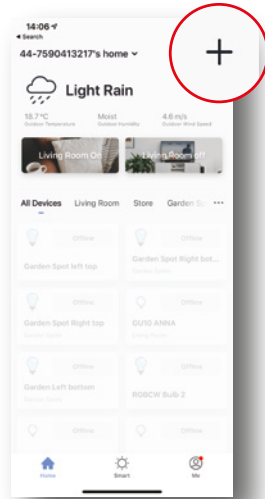 14:06
Search
44-7590413217's home
Light Rain
18.7 °C Moist 4.6 m/s
Outdoor Temperature Outdoor Humidity Outdoor Wind Speed
Living Room On Living Room off
All Devices Living Room Store Garden
Offline Offline
Garden Spot left top Garden Spot Right bot...
Offline Offline
Garden Spot Right top GU10 ANNA
Offline Offline
Garden Left bottom RGBCW Bulb 2
Offline Offline
Home Smart Me